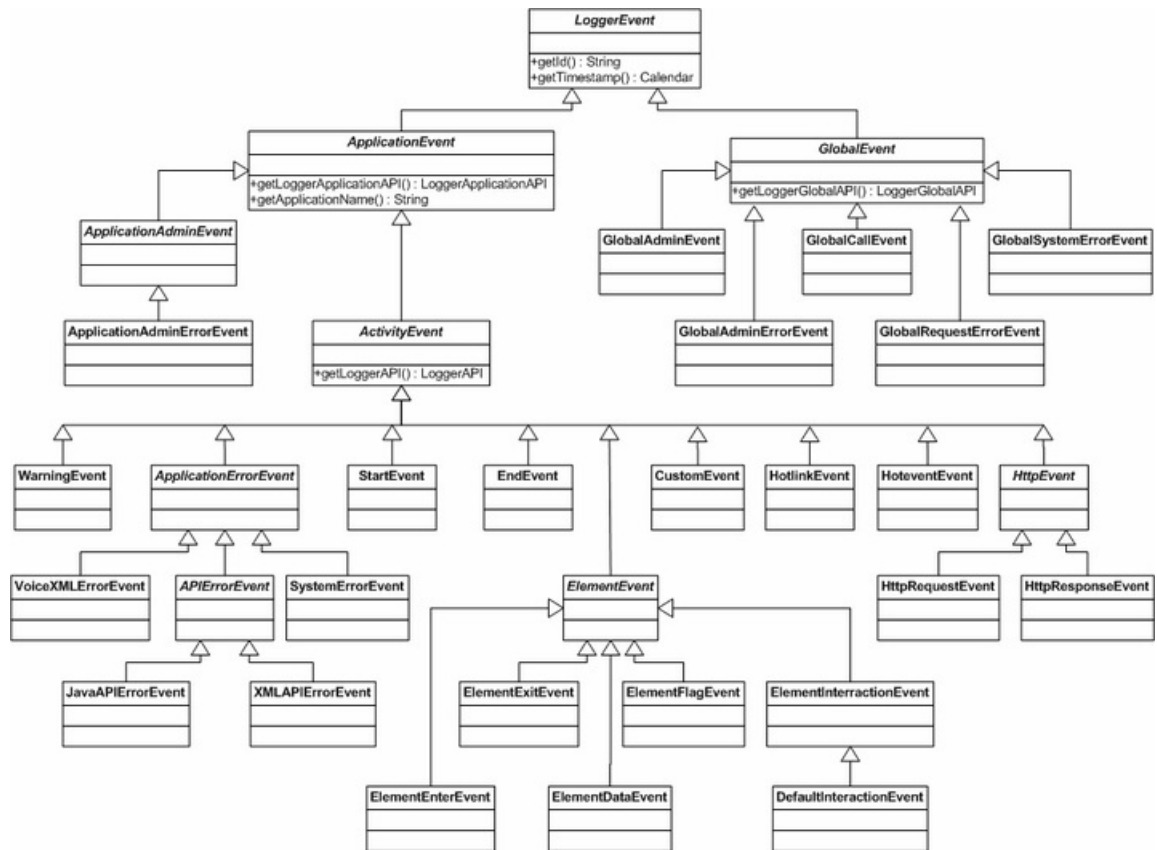 LoggerEvent
+getId() : String
+getTimestamp() : Calendar
ApplicationEvent
+getLoggerApplicationAPI() : LoggerApplicationAPI
+getApplicationName() : String
GlobalEvent
+getLoggerGlobalAPI() : LoggerGlobalAPI
ApplicationAdminEvent
GlobalAdminEvent
GlobalCallEvent
GlobalSystemErrorEvent
ApplicationAdminErrorEvent
ActivityEvent
+getLoggerAPI() : LoggerAPI
GlobalAdminErrorEvent
GlobalRequestErrorEvent
WarningEvent
ApplicationErrorEvent
StartEvent
EndEvent
CustomEvent
HotlinkEvent
HoteventEvent
HttpEvent
VoiceXMLErrorEvent
APIErrorEvent
SystemErrorEvent
ElementEvent
HttpRequestEvent
HttpResponseEvent
JavaAPIErrorEvent
XMLAPIErrorEvent
ElementExitEvent
ElementFlagEvent
ElementInterractionEvent
ElementEnterEvent
ElementDataEvent
DefaultInteractionEvent